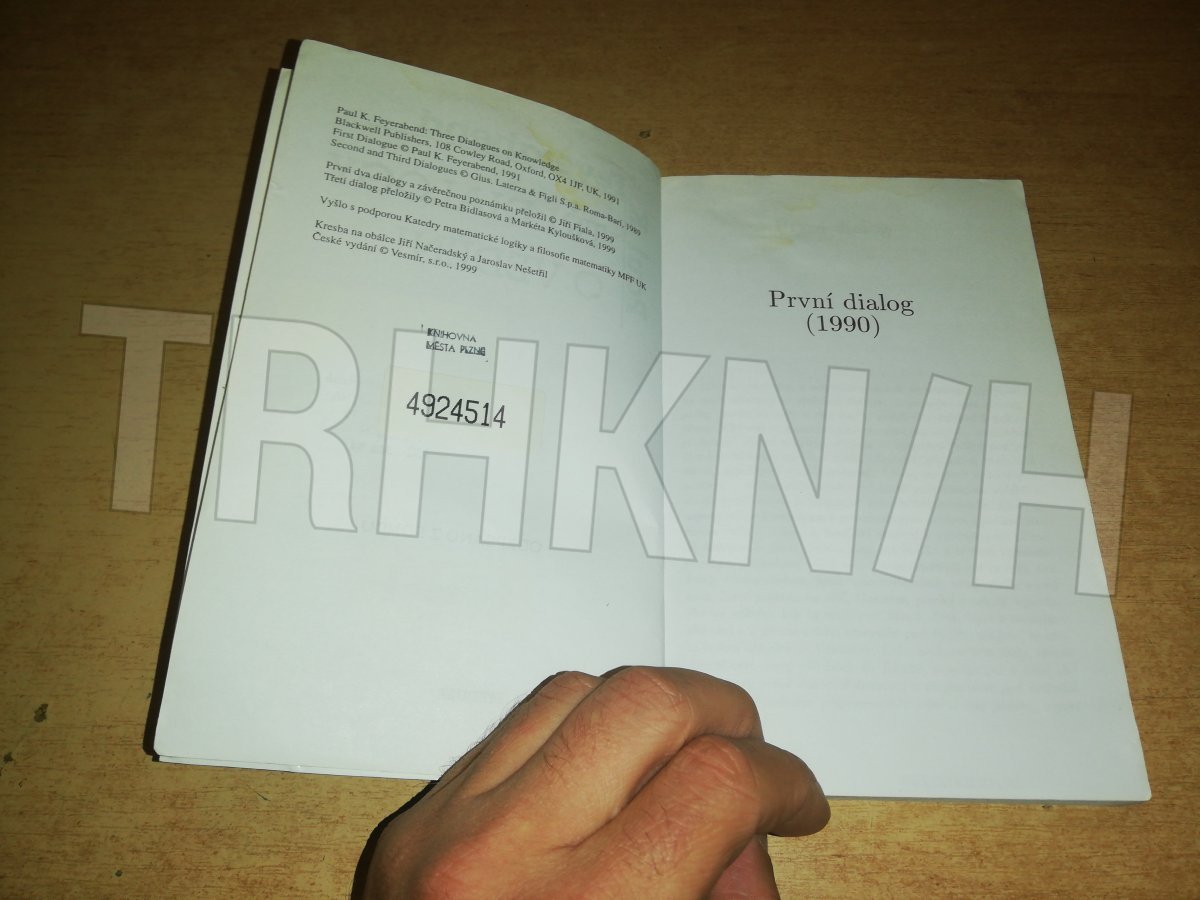 Paul K. Feyerabend: Three Dialogues on Knowledge.
Blackwell Publishers, 108 Cowley Road, Oxford, OX4 1JF, UK, 1991
First Dialogue © Paul K. Feyerabend, 1991
Second and Third Dialogues © Gius. Laterza & Figli S.p.a. Roma-Bari, 1989
První dva dialogy a závěrečnou poznámku přeložil © Jiří Fiala, 1999
Třetí dialog přeložily © Petra Bidlasová a Markéta Kyloušková, 1999
Vyšlo s podporou Katedry matematické logiky a filosofie matematiky MFF UK
Kresba na obálce Jiří Načeradský a Jaroslav Nešetřil
České vydání © Vesmír, s.r.o., 1999
KNIHOVNA
MĚSTA PLZNĚ
4924514
První dialog
(1990)
TRHKN/H